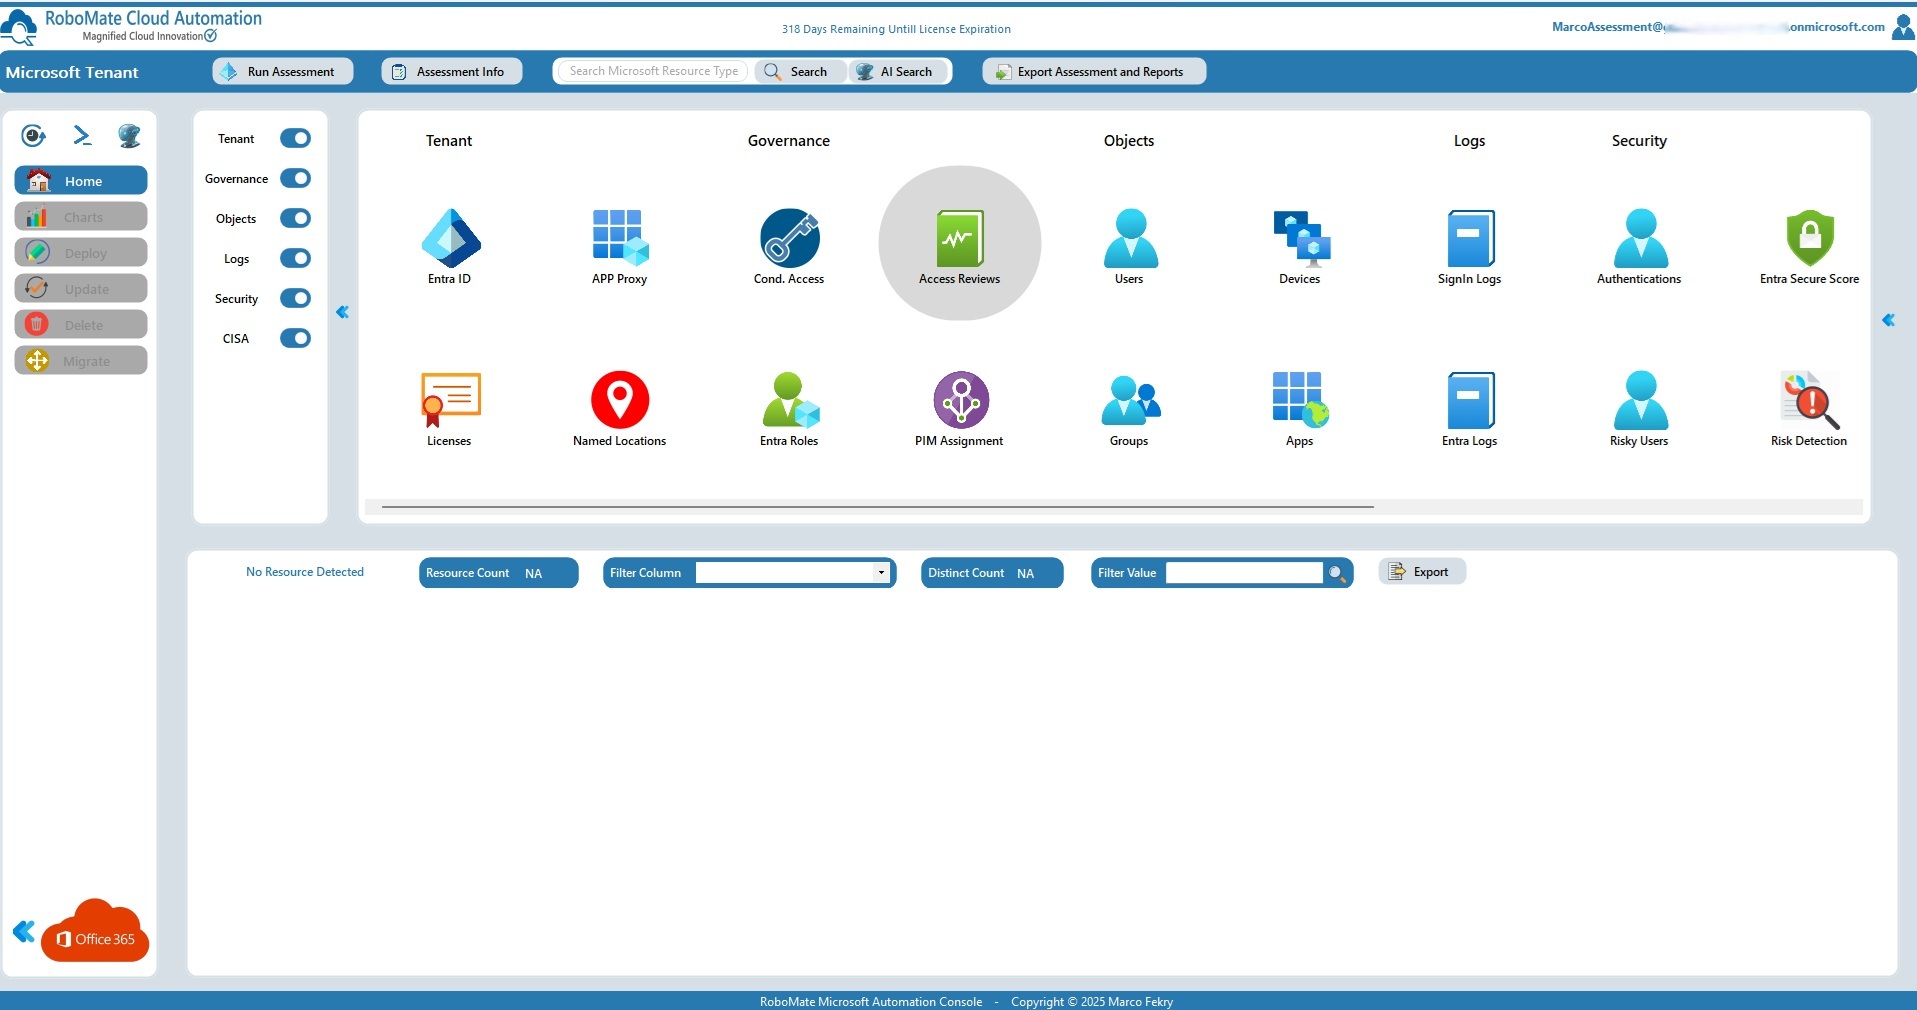 RoboMate Cloud Automation
Magnified Cloud Innovation
318 Days Remaining Untill License Expiration
MarcoAssessment@ .onmicrosoft.com
Microsoft Tenant
Run Assessment
Assessment Info
Search Microsoft Resource Type
Search
AI Search
Export Assessment and Reports
Home
Charts
Deploy
Update
Delete
Migrate
Office 365
Tenant
Governance
Objects
Logs
Security
CISA
Tenant
Governance
Objects
Logs
Security
Entra ID
APP Proxy
Cond. Access
Access Reviews
Users
Devices
SignIn Logs
Authentications
Entra Secure Score
Licenses
Named Locations
Entra Roles
PIM Assignment
Groups
Apps
Entra Logs
Risky Users
Risk Detection
No Resource Detected
Resource Count NA
Filter Column
Distinct Count NA
Filter Value
Export
RoboMate Microsoft Automation Console - Copyright © 2025 Marco Fekry